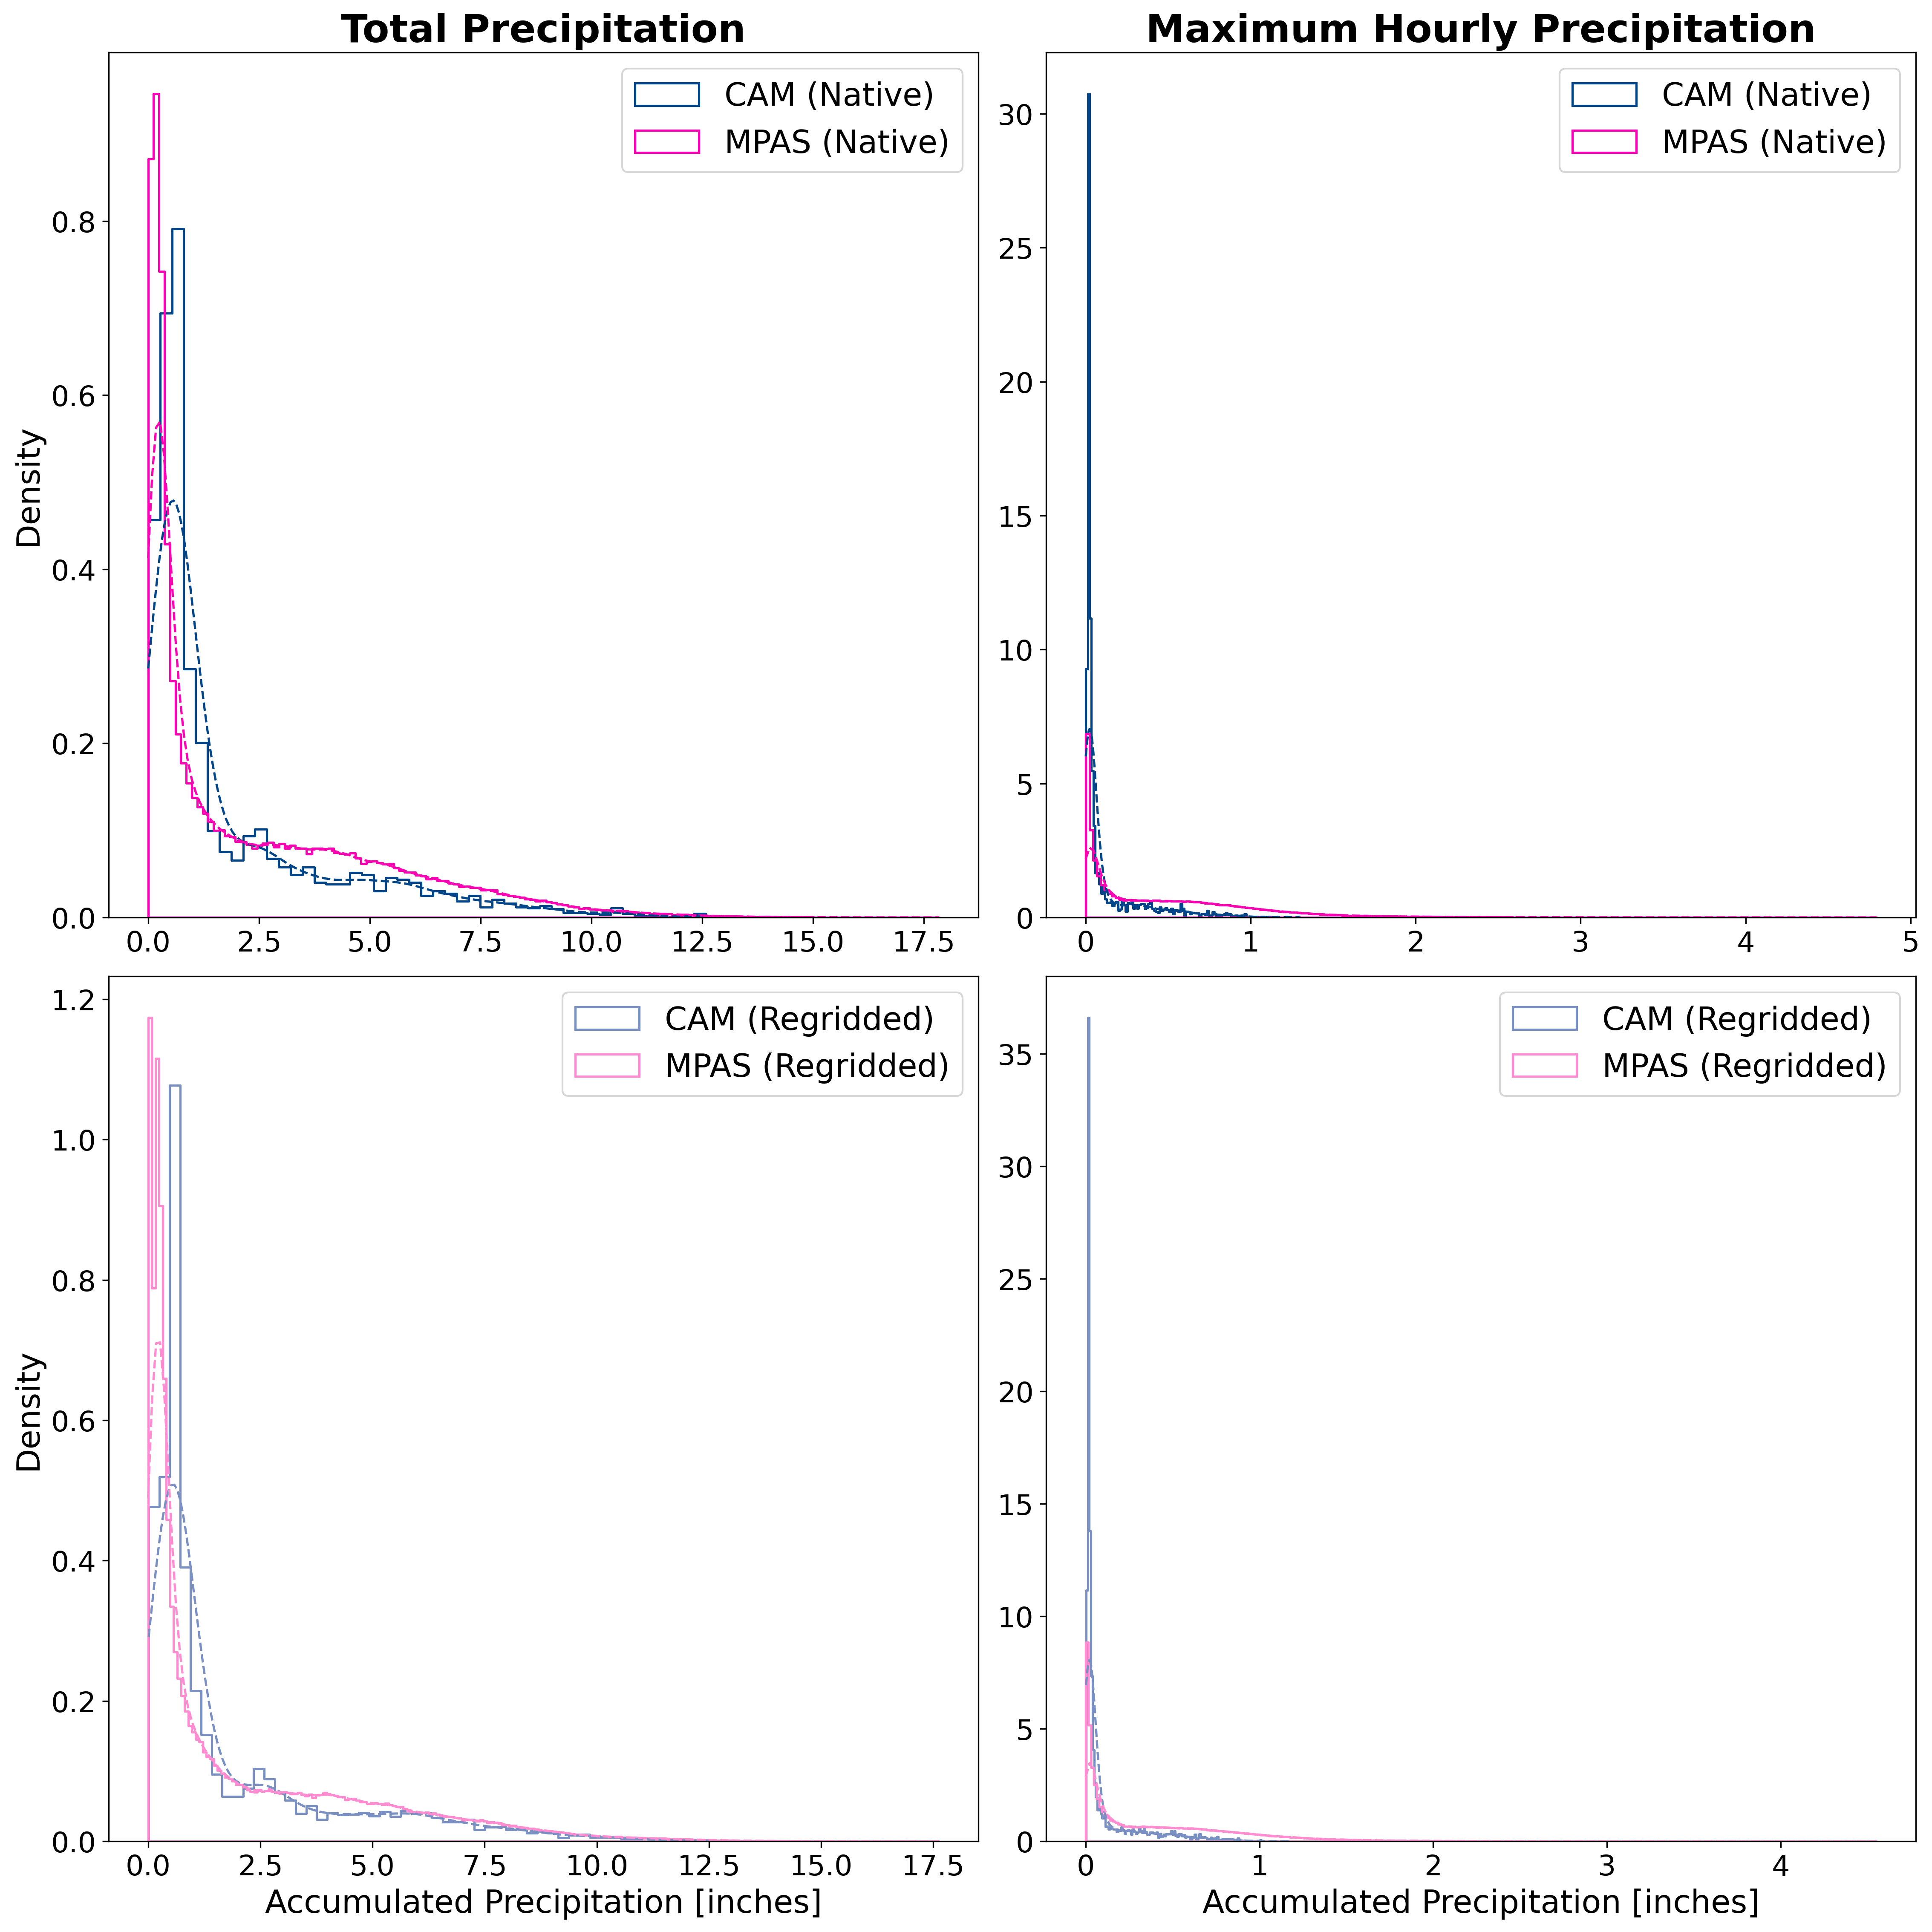 Total Precipitation
Maximum Hourly Precipitation
CAM (Native)
MPAS (Native)
CAM (Native)
MPAS (Native)
Density
0.8
0.6
0.4
0.2
0.0
30
25
20
15
10
5
0
0.0 2.5 5.0 7.5 10.0 12.5 15.0 17.5
0 1 2 3 4 5
CAM (Regridded)
MPAS (Regridded)
CAM (Regridded)
MPAS (Regridded)
Density
1.2
1.0
0.8
0.6
0.4
0.2
0.0
35
30
25
20
15
10
5
0
0.0 2.5 5.0 7.5 10.0 12.5 15.0 17.5
0 1 2 3 4
Accumulated Precipitation [inches]
Accumulated Precipitation [inches]